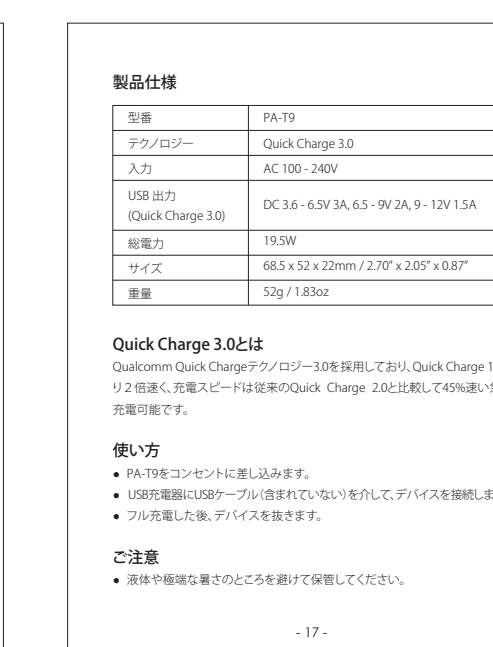 製品仕様
型番 PA-T9
テクノロジー Quick Charge 3.0
入力 AC 100 - 240V
USB 出力
(Quick Charge 3.0) DC 3.6 - 6.5V 3A, 6.5 - 9V 2A, 9 - 12V 1.5A
総電力 19.5W
サイズ 68.5 x 52 x 22mm / 2.70” x 2.05” x 0.87”
重量 52g / 1.83oz
Quick Charge 3.0とは
Qualcomm Quick Chargeテクノロジー3.0を採用しており、Quick Charge 1
り2倍速く、充電スピードは従来のQuick Charge 2.0と比較して45%速い
充電可能です。
使い方
● PA-T9をコンセントに差し込みます。
● USB充電器にUSBケーブル（含まれていない）を介して、デバイスを接続しま
● フル充電した後、デバイスを抜きます。
ご注意
● 液体や極端な暑さのところを避けて保管してください。
- 17 -